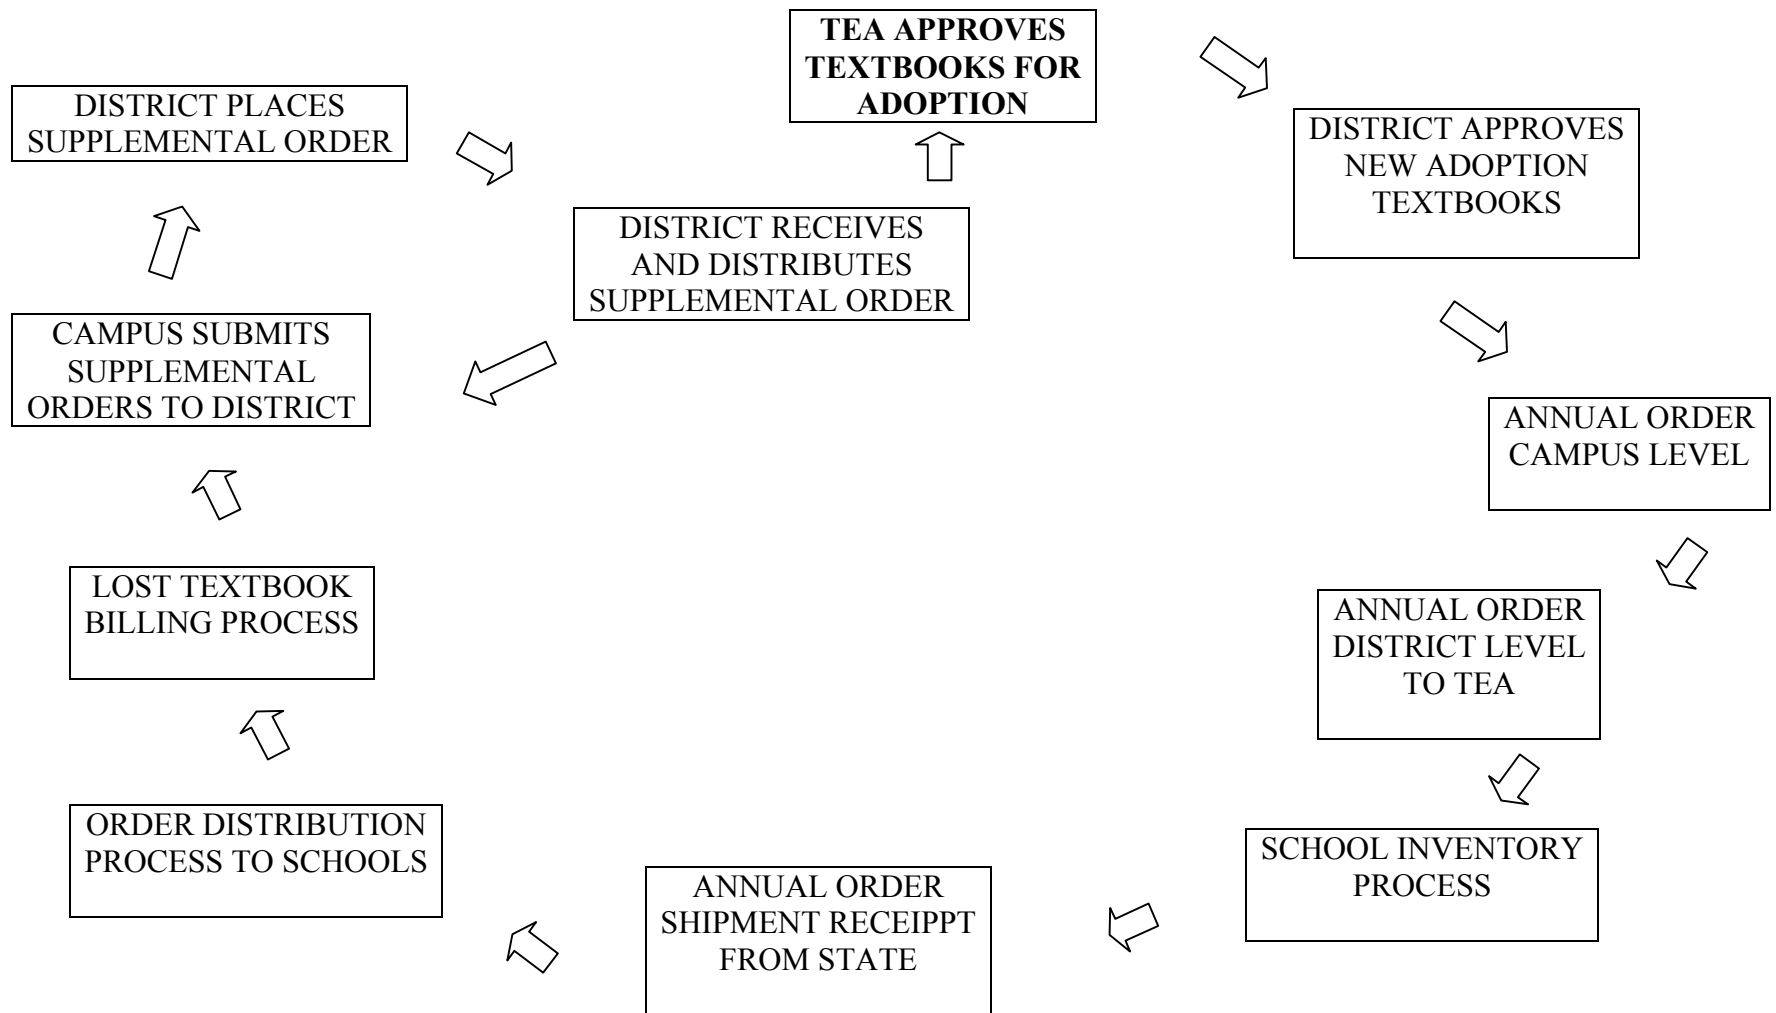 TEA APPROVES
TEXTBOOKS FOR
ADOPTION
DISTRICT APPROVES
NEW ADOPTION
TEXTBOOKS
ANNUAL ORDER
CAMPUS LEVEL
ANNUAL ORDER
DISTRICT LEVEL
TO TEA
SCHOOL INVENTORY
PROCESS
ANNUAL ORDER
SHIPMENT RECEIPPT
FROM STATE
ORDER DISTRIBUTION
PROCESS TO SCHOOLS
LOST TEXTBOOK
BILLING PROCESS
CAMPUS SUBMITS
SUPPLEMENTAL
ORDERS TO DISTRICT
DISTRICT PLACES
SUPPLEMENTAL ORDER
DISTRICT RECEIVES
AND DISTRIBUTES
SUPPLEMENTAL ORDER